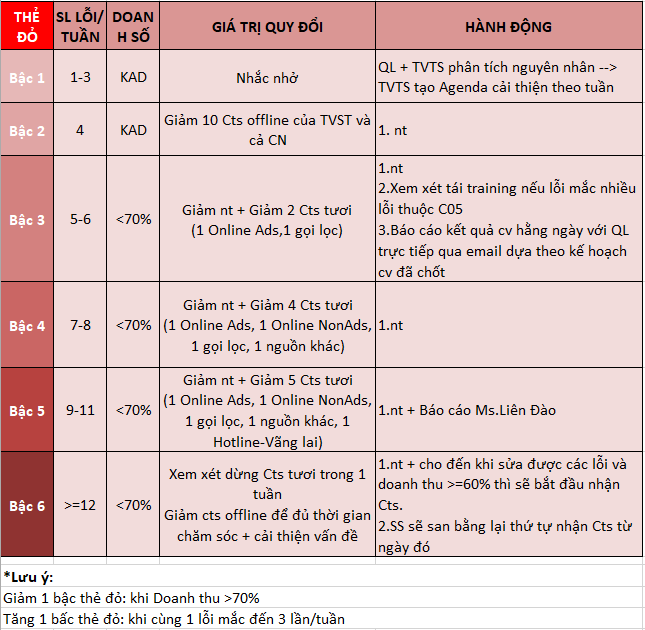 THẺ ĐỎ SL LỖI/TUẦN DOANH SỐ GIÁ TRỊ QUY ĐỔI HÀNH ĐỘNG
Bậc 1
1-3
KAD
Nhắc nhở
QL + TVTS phân tích nguyên nhân -->
TVTS tạo Agenda cải thiện theo tuần
Bậc 2
4
KAD
Giảm 10 Cts offline của TVST và
cả CN
1. nt
Bậc 3
5-6
<70%
Giảm nt + Giảm 2 Cts tươi
(1 Online Ads,1 gọi lọc)
1.nt
2.Xem xét tái training nếu lỗi mắc nhiều
lỗi thuộc C05
3.Báo cáo kết quả cv hằng ngày với QL
trực tiếp qua email dựa theo kế hoạch
cv đã chốt
Bậc 4
7-8
<70%
Giảm nt + Giảm 4 Cts tươi
(1 Online Ads, 1 Online NonAds,
1 gọi lọc, 1 nguồn khác)
1.nt
Bậc 5
9-11
<70%
Giảm nt + Giảm 5 Cts tươi
(1 Online Ads, 1 Online NonAds,
1 gọi lọc, 1 nguồn khác, 1
Hotline-Vãng lai)
1.nt + Báo cáo Ms.Liên Đào
Bậc 6
>=12
<70%
Xem xét dừng Cts tươi trong 1
tuần
Giảm cts offline để đủ thời gian
chăm sóc + cải thiện vấn đề
1.nt + cho đến khi sửa được các lỗi và
doanh thu >=60% thì sẽ bắt đầu nhận
Cts.
2.SS sẽ san bằng lại thứ tự nhận Cts từ
ngày đó
*Lưu ý:
Giảm 1 bậc thẻ đỏ: khi Doanh thu >70%
Tăng 1 bấc thẻ đỏ: khi cùng 1 lỗi mắc đến 3 lần/tuần